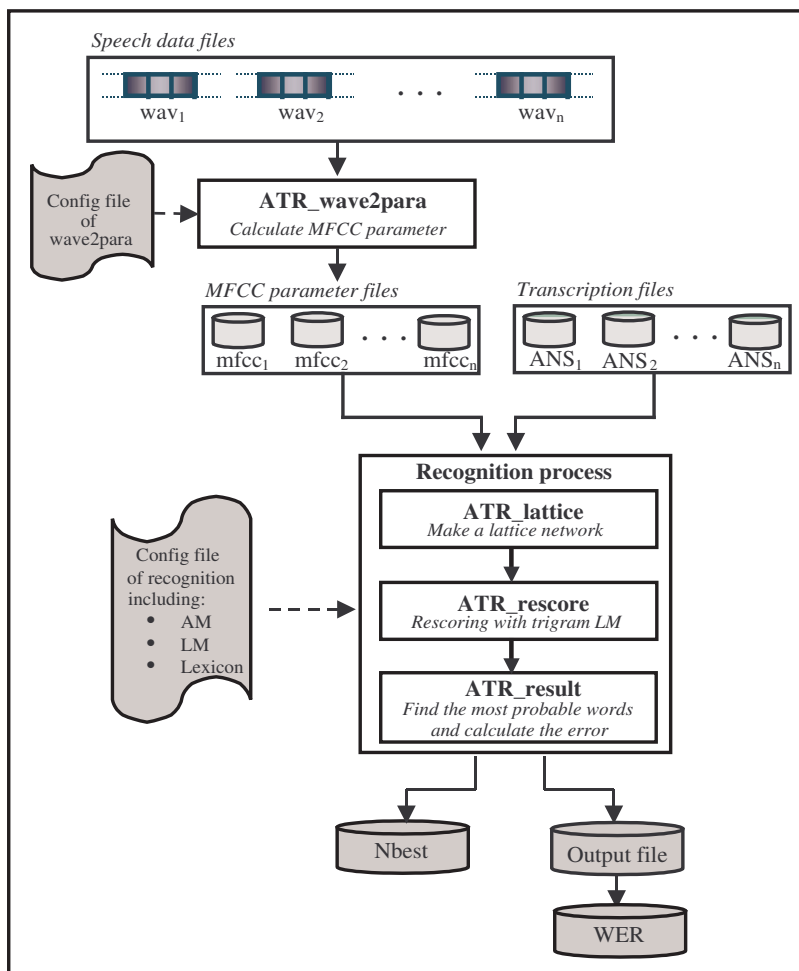 Speech data files
wav1 wav2 . . . wavn
Config file
of
wave2para
ATR_wave2para
Calculate MFCC parameter
MFCC parameter files
mfcc1 mfcc2 . . . mfccn
Transcription files
ANS1 ANS2 . . . ANSn
Recognition process
ATR_lattice
Make a lattice network
Config file
of recognition
including:
• AM
• LM
• Lexicon
ATR_rescore
Rescoring with trigram LM
ATR_result
Find the most probable words
and calculate the error
Nbest
Output file
WER